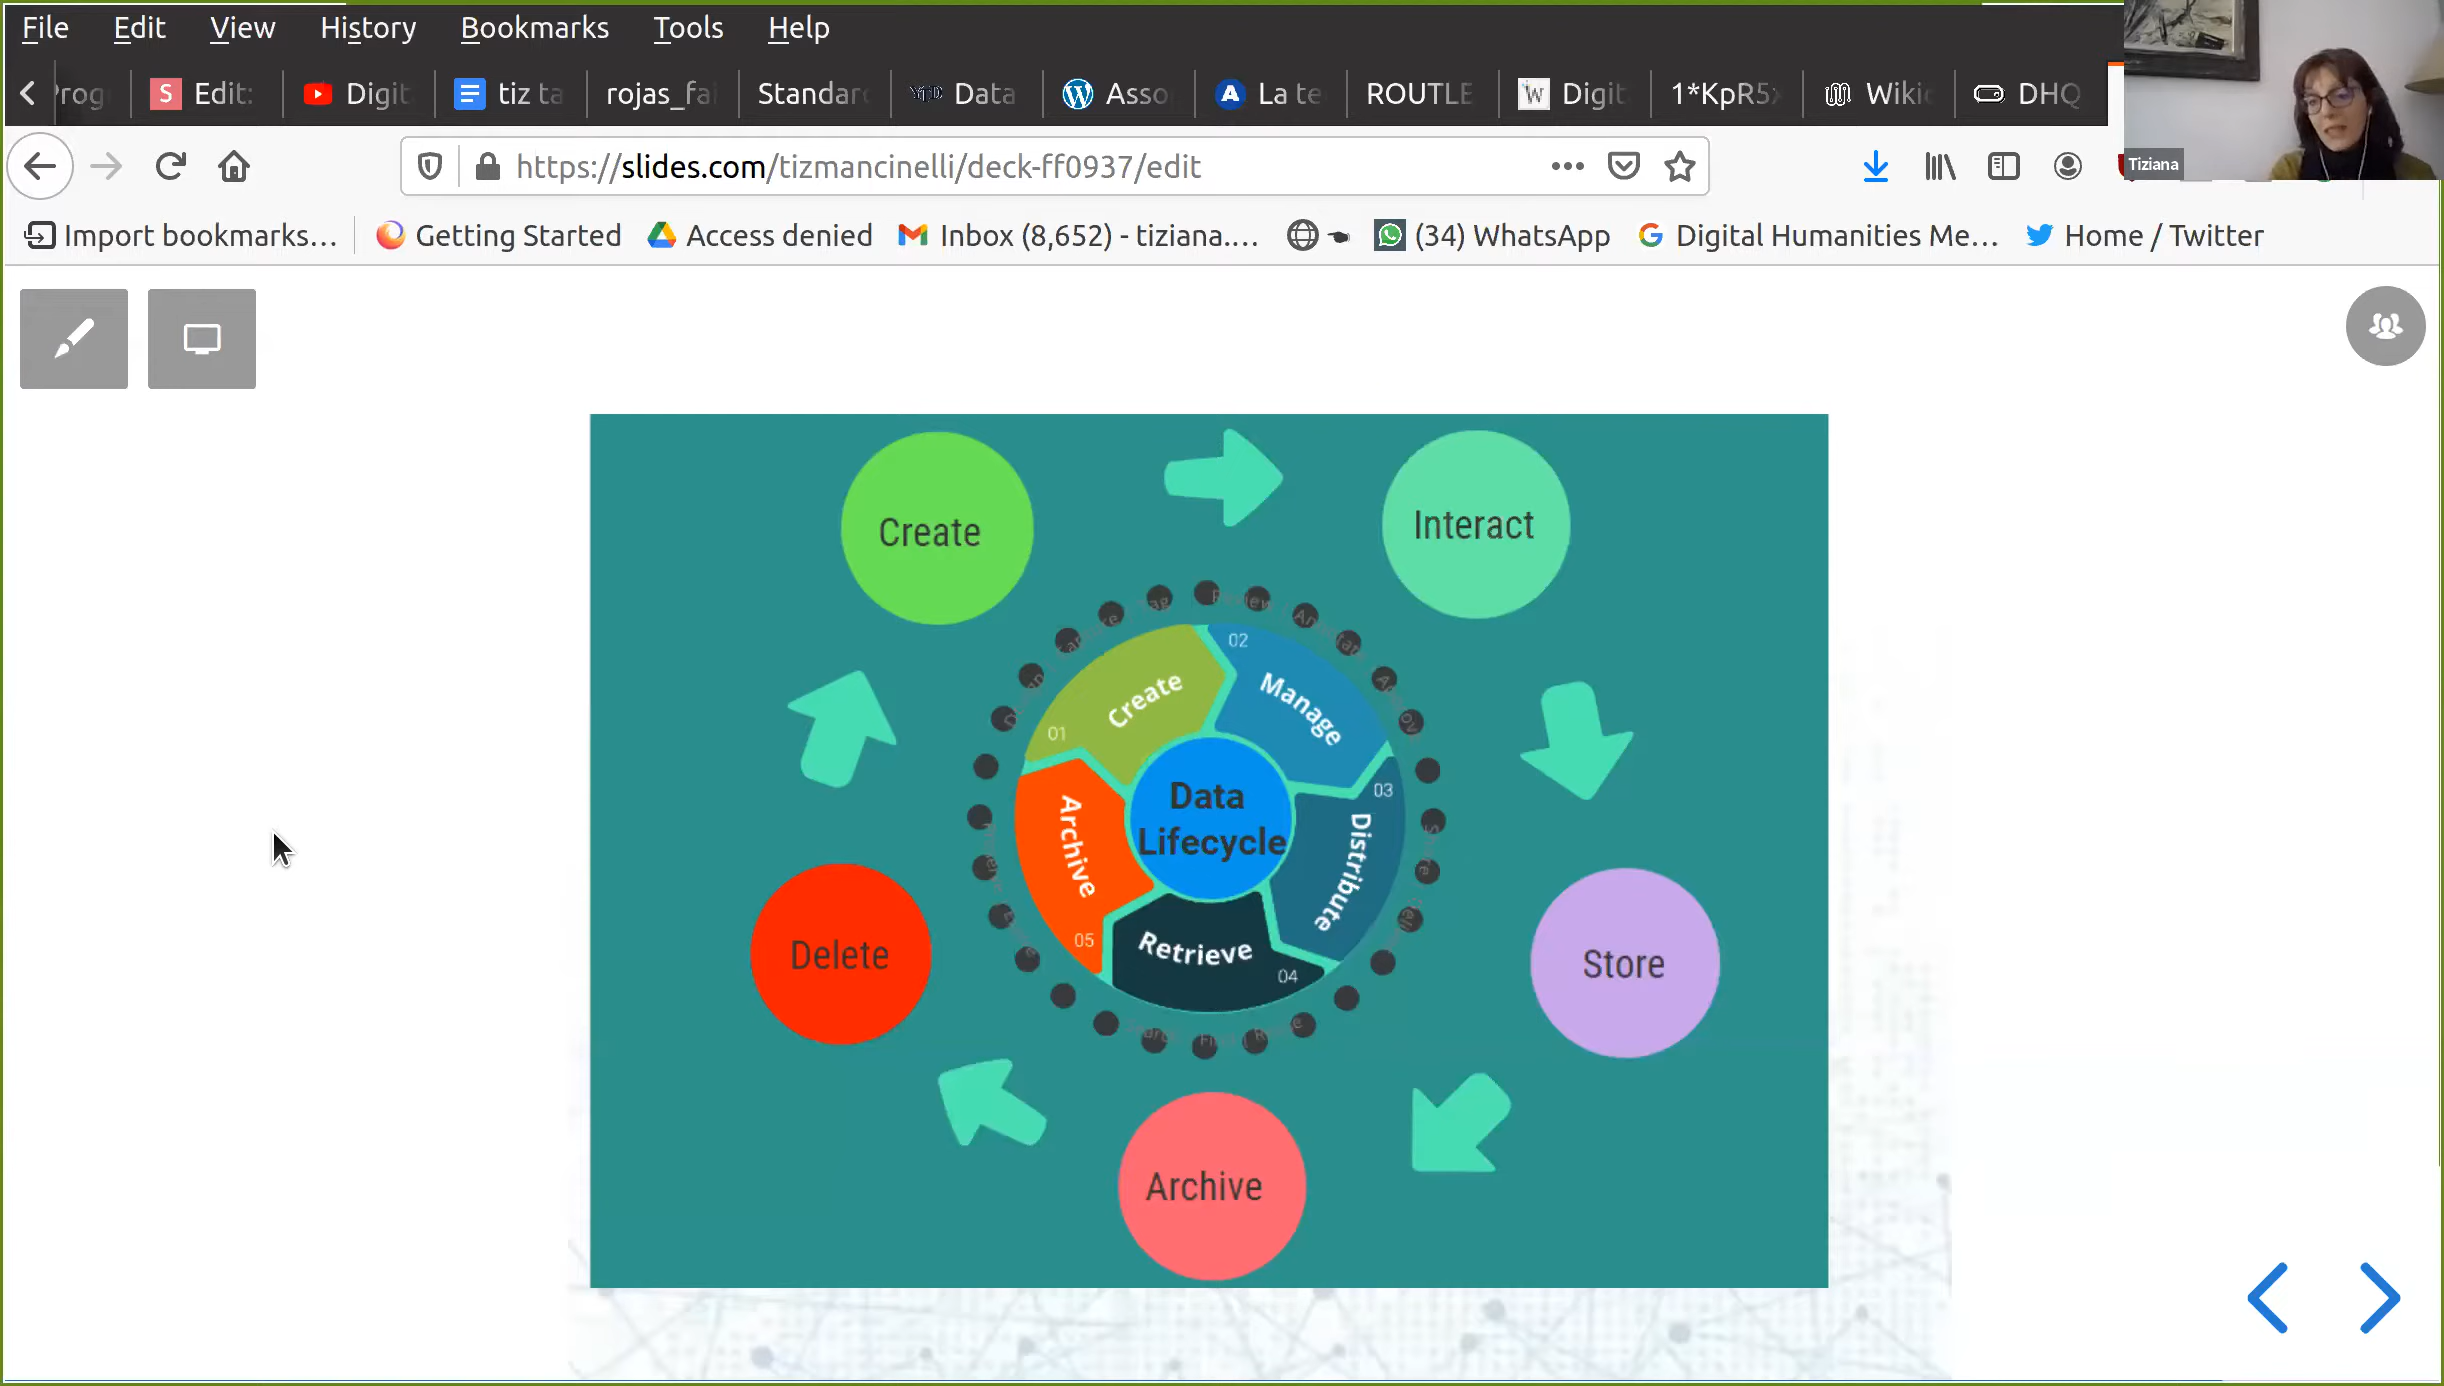 File Edit View History Bookmarks Tools Help
Edit: Digit tiz ta rojas_fal Standard Data Asso La te ROUTLE Digit 1*KpR5 Wiki DHQ
https://slides.com/tizmancinelli/deck-ff0937/edit
Tiziana
Import bookmarks... Getting Started Access denied Inbox (8,652) - tiziana.... (34) WhatsApp Digital Humanities Me... Home / Twitter
Create
Interact
02
Create
Manage
01
03
Data
Lifecycle
Archive
Distribute
05
Retrieve
04
Delete
Store
Archive